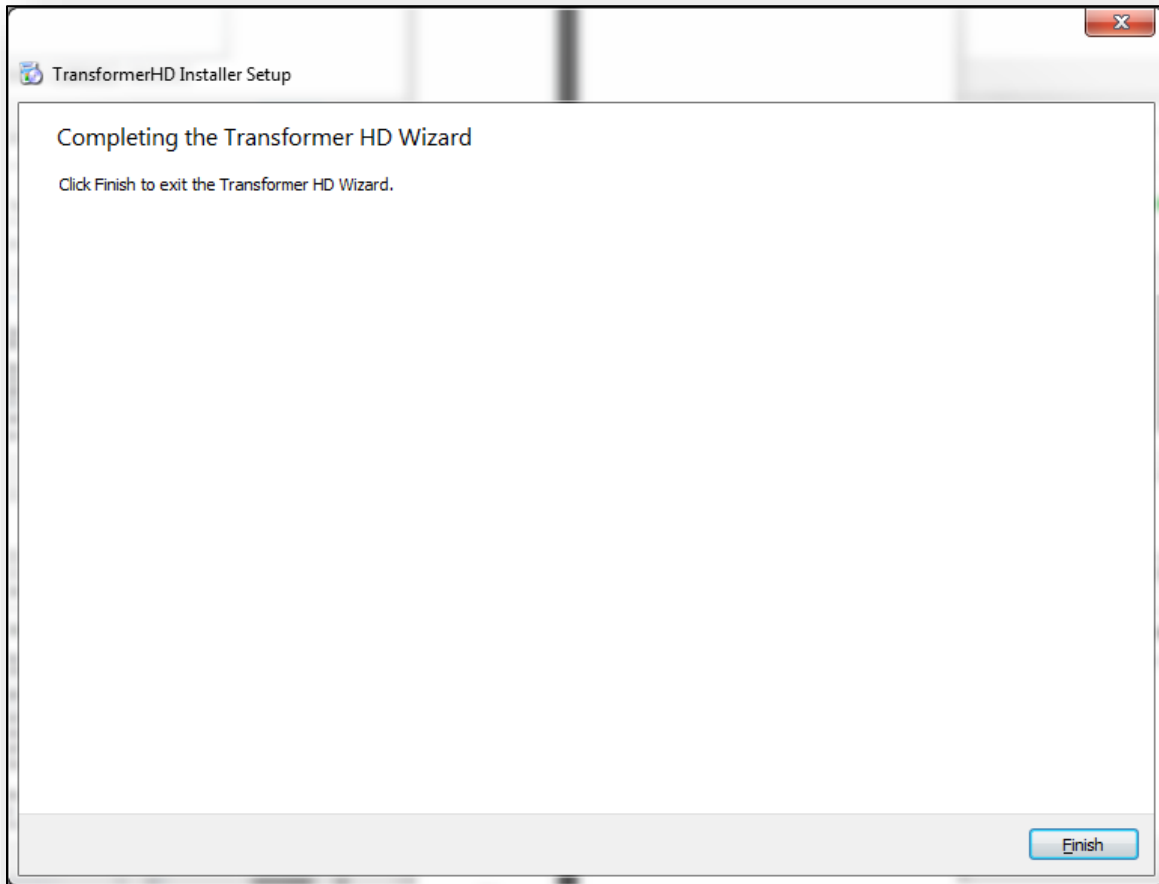 TransformerHD Installer Setup
Completing the Transformer HD Wizard
Click Finish to exit the Transformer HD Wizard.
Finish